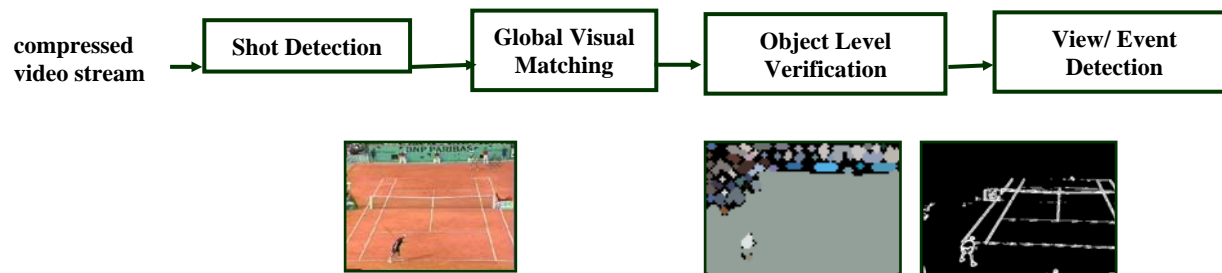 compressed
video stream
Shot Detection
Global Visual
Matching
Object Level
Verification
View/ Event
Detection
BNP PARIBAS